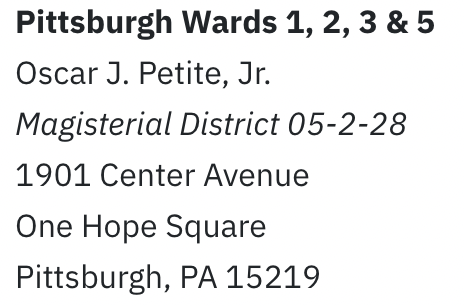 Pittsburgh Wards 1, 2, 3 & 5
Oscar J. Petite, Jr.
Magisterial District 05-2-28
1901 Center Avenue
One Hope Square
Pittsburgh, PA 15219